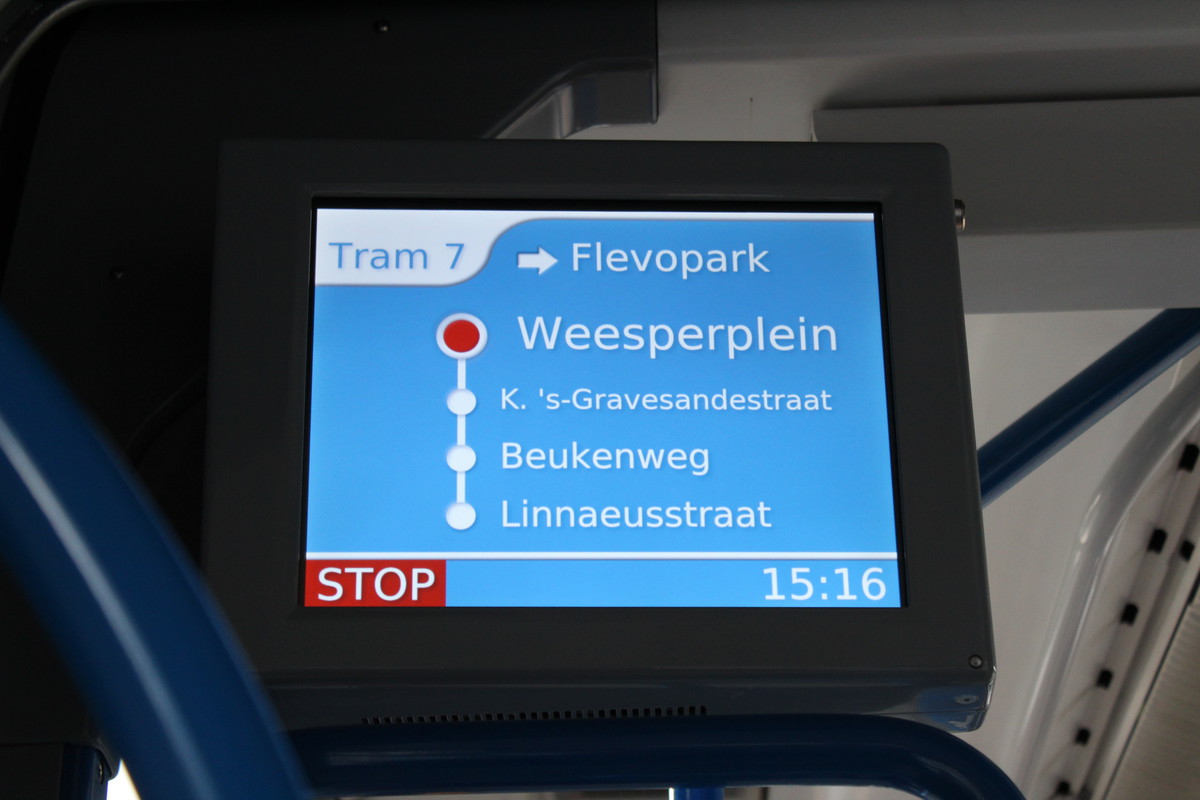 Tram 7 Flevopark
Weesperplein
K. 's-Gravesandestraat
Beukenweg
Linnaeusstraat
STOP 15:16